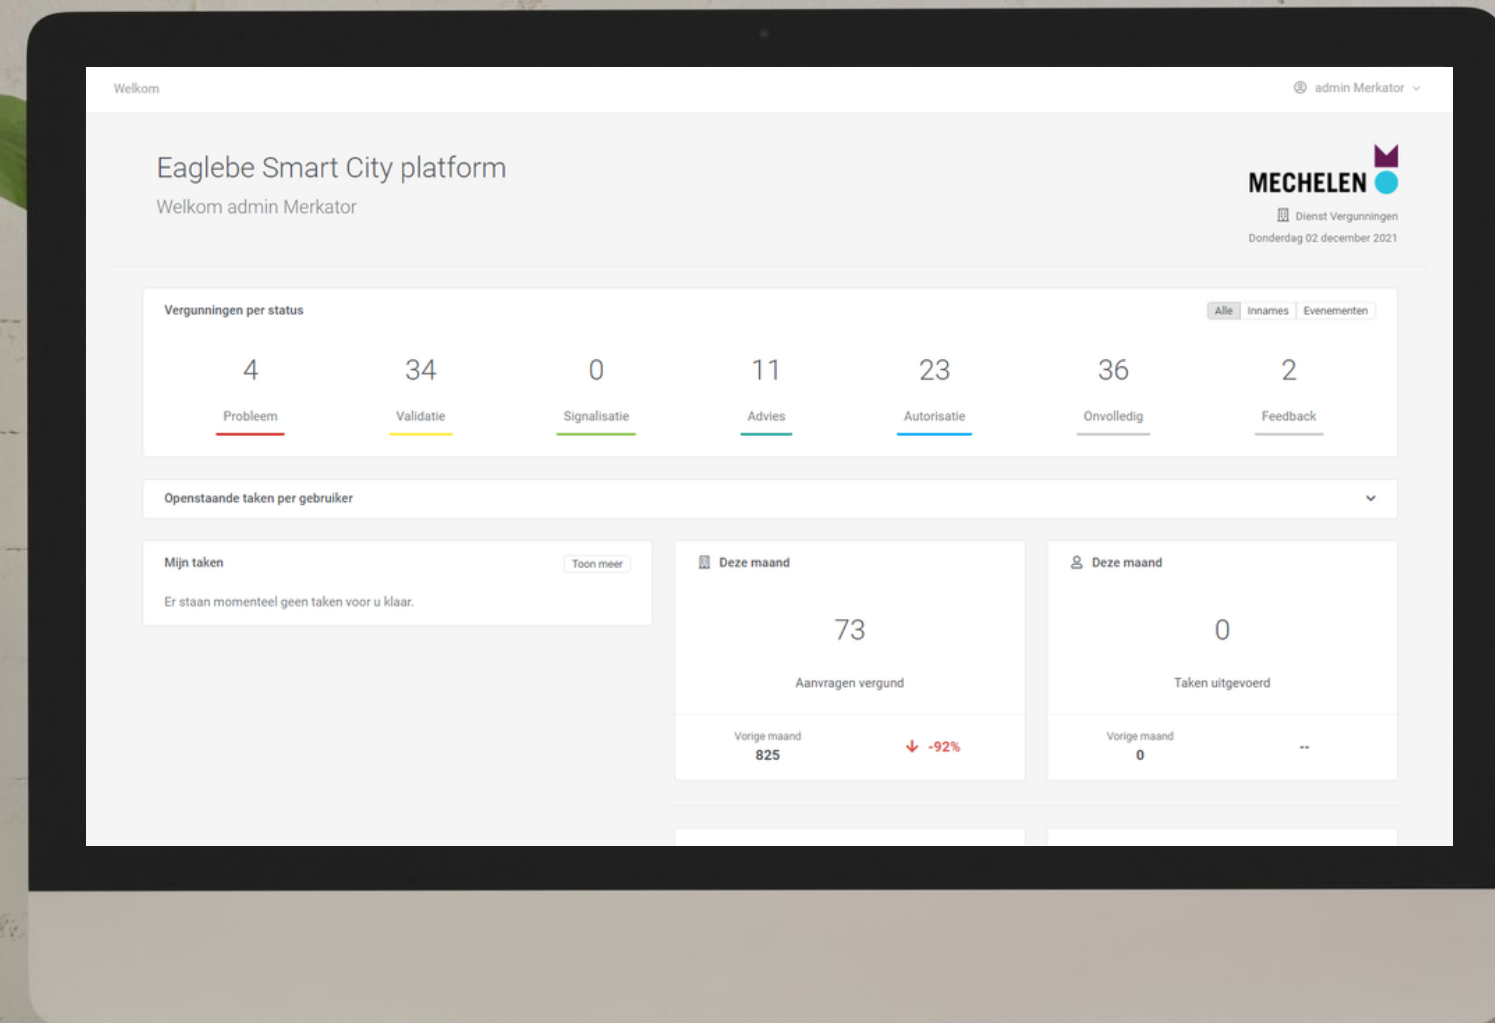 Welkom
admin Merkator
Eaglebe Smart City platform
Welkom admin Merkator
MECHELEN
Dienst Vergunningen
Donderdag 02 december 2021
Vergunningen per status
Alle Innames Evenementen
4 34 0 11 23 36 2
Probleem Validatie Signalisatie Advies Autorisatie Onvolledig Feedback
Openstaande taken per gebruiker
Mijn taken
Toon meer
Er staan momenteel geen taken voor u klaar.
Deze maand
73
Aanvragen vergund
Vorige maand
825
-92%
Deze maand
0
Taken uitgevoerd
Vorige maand
0
--